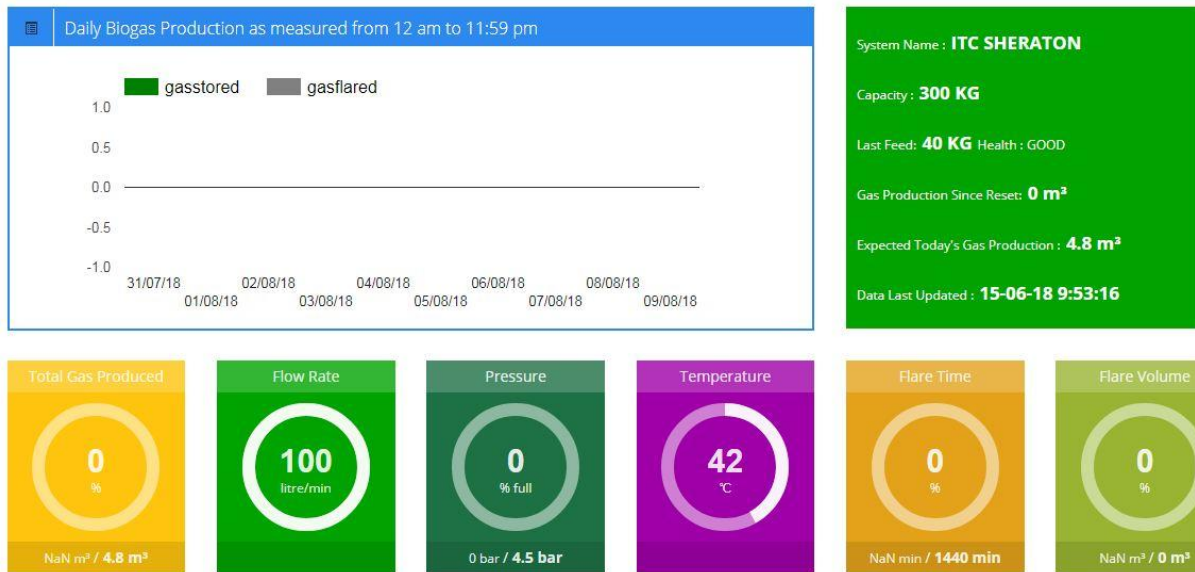 Daily Biogas Production as measured from 12 am to 11:59 pm
gasstored gasflared
1.0
0.5
0.0
-0.5
-1.0
31/07/18 02/08/18 04/08/18 06/08/18 08/08/18
01/08/18 03/08/18 05/08/18 07/08/18 09/08/18
System Name : ITC SHERATON
Capacity : 300 KG
Last Feed: 40 KG Health : GOOD
Gas Production Since Reset: 0 m³
Expected Today's Gas Production : 4.8 m³
Data Last Updated : 15-06-18 9:53:16
Total Gas Produced
0
%
NaN m³ / 4.8 m³
Flow Rate
100
litre/min
Pressure
0
% full
0 bar / 4.5 bar
Temperature
42
℃
Flare Time
0
%
NaN min / 1440 min
Flare Volume
0
%
NaN m³ / 0 m³